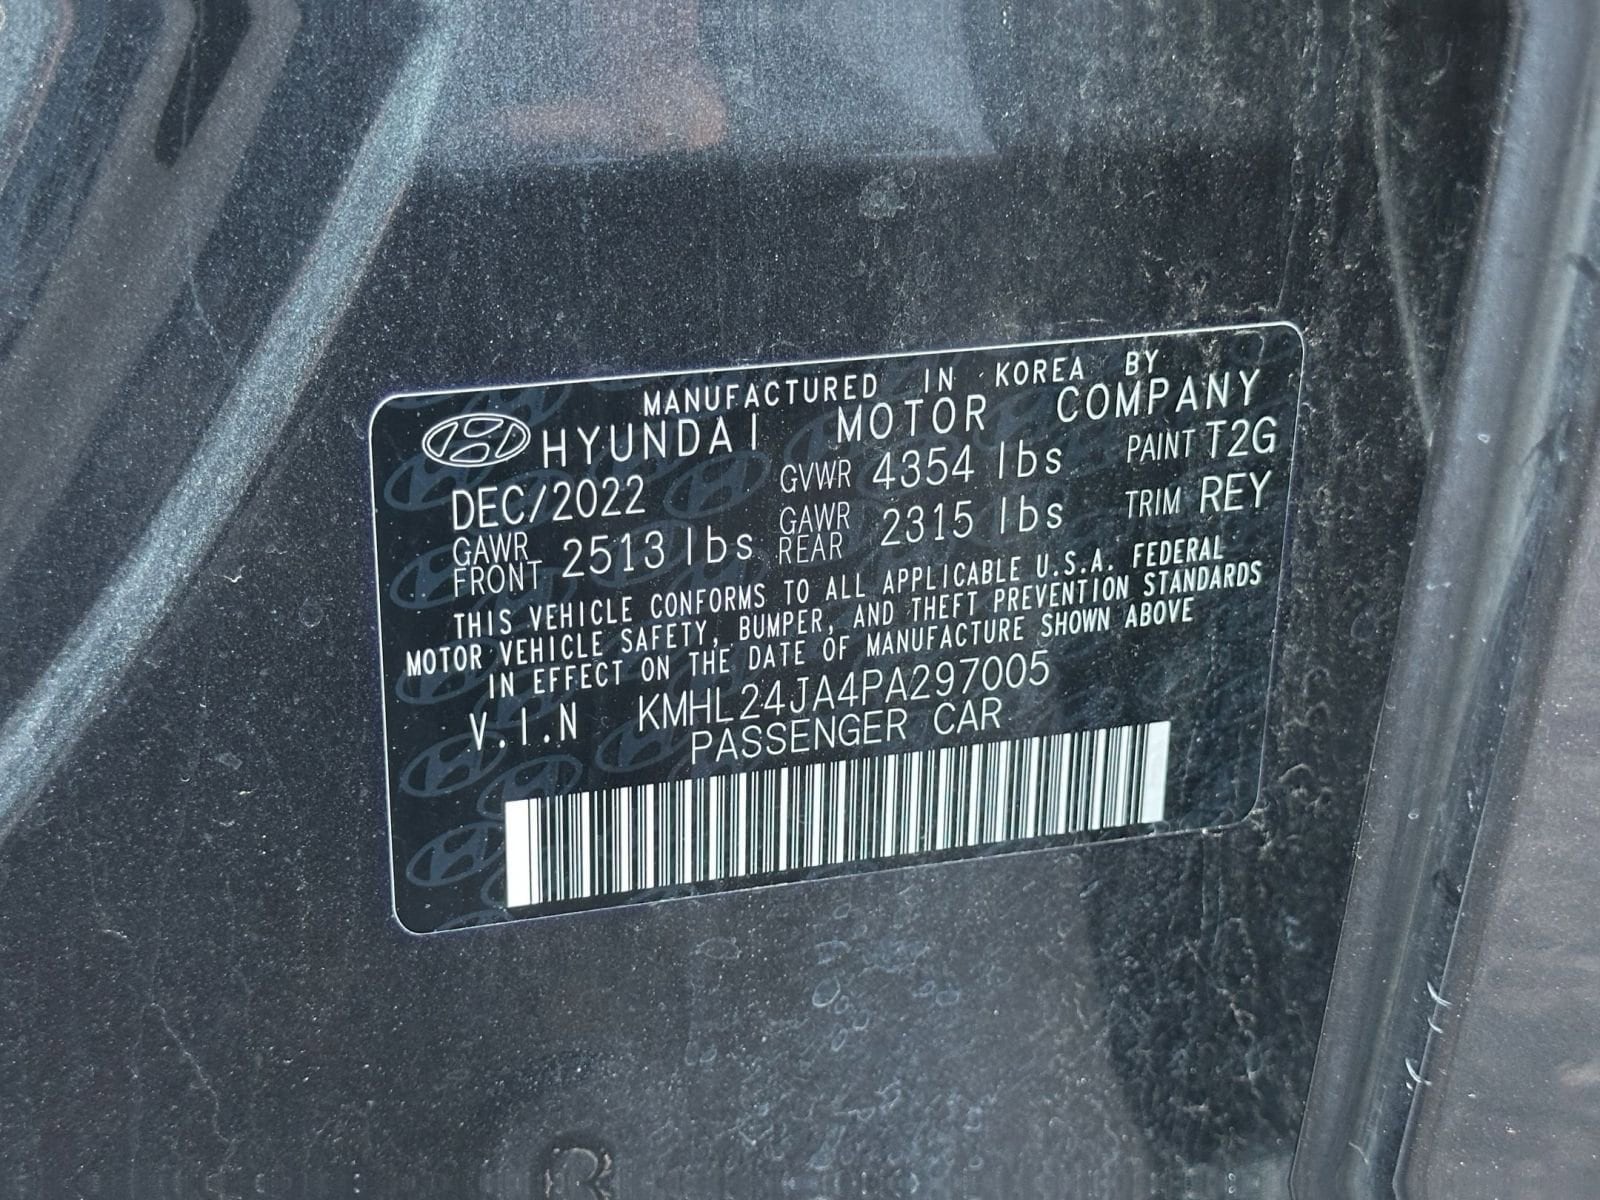 MANUFACTURED IN KOREA BY
HYUNDAI MOTOR COMPANY
DEC/2022 GVWR 4354 lbs PAINT T2G
GAWR FRONT 2513 lbs GAWR REAR 2315 lbs TRIM REY
THIS VEHICLE CONFORMS TO ALL APPLICABLE U.S.A. FEDERAL
MOTOR VEHICLE SAFETY, BUMPER, AND THEFT PREVENTION STANDARDS
IN EFFECT ON THE DATE OF MANUFACTURE SHOWN ABOVE
V.I.N KMHL24JA4PA297005
PASSENGER CAR